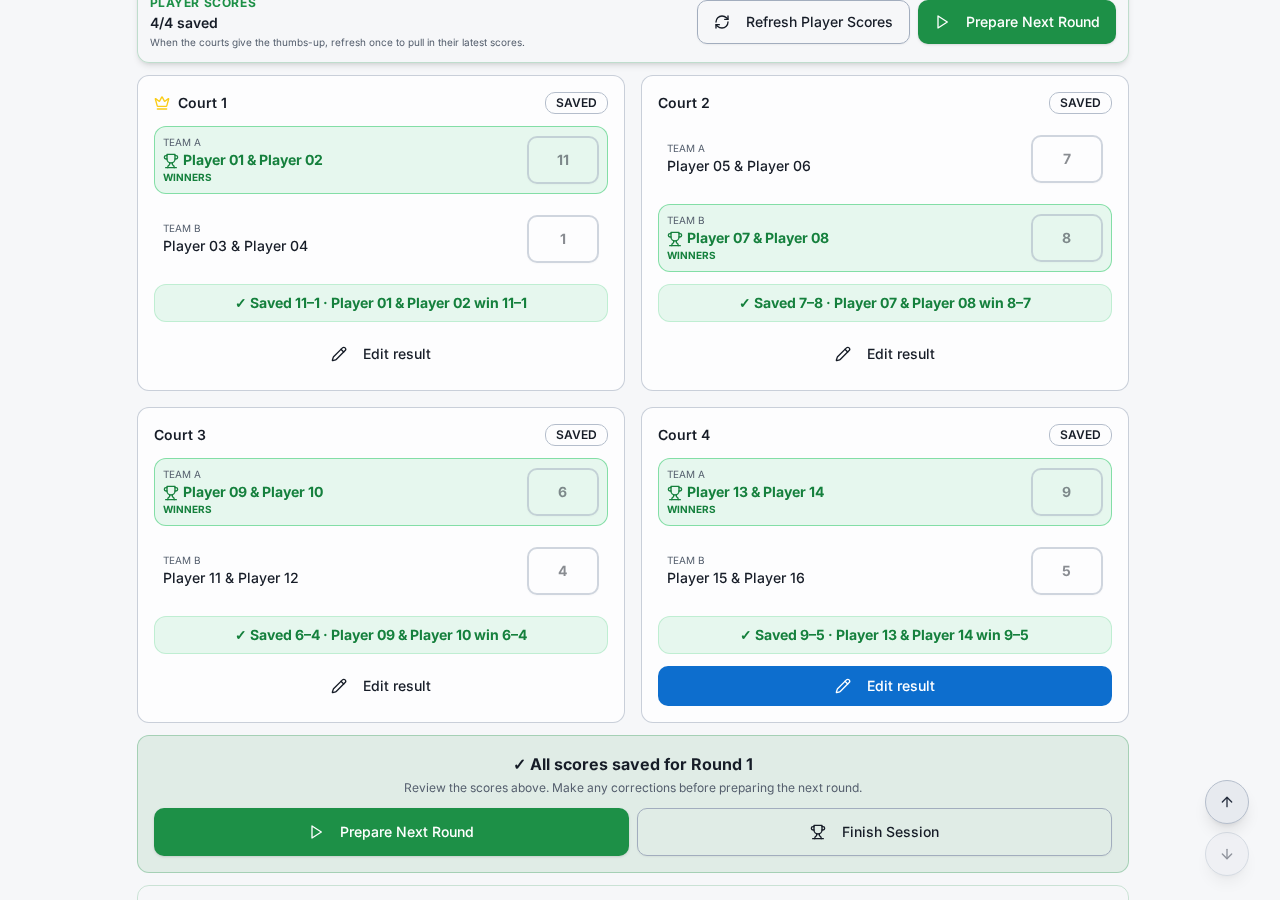 PLAYER SCORES
4/4 saved
When the courts give the thumbs-up, refresh once to pull in their latest scores.
Refresh Player Scores
Prepare Next Round
Court 1
SAVED
TEAM A
Player 01 & Player 02
WINNERS
11
TEAM B
Player 03 & Player 04
1
✓ Saved 11–1 · Player 01 & Player 02 win 11–1
Edit result
Court 2
SAVED
TEAM A
Player 05 & Player 06
7
TEAM B
Player 07 & Player 08
WINNERS
8
✓ Saved 7–8 · Player 07 & Player 08 win 8–7
Edit result
Court 3
SAVED
TEAM A
Player 09 & Player 10
WINNERS
6
TEAM B
Player 11 & Player 12
4
✓ Saved 6–4 · Player 09 & Player 10 win 6–4
Edit result
Court 4
SAVED
TEAM A
Player 13 & Player 14
WINNERS
9
TEAM B
Player 15 & Player 16
5
✓ Saved 9–5 · Player 13 & Player 14 win 9–5
Edit result
✓ All scores saved for Round 1
Review the scores above. Make any corrections before preparing the next round.
Prepare Next Round
Finish Session